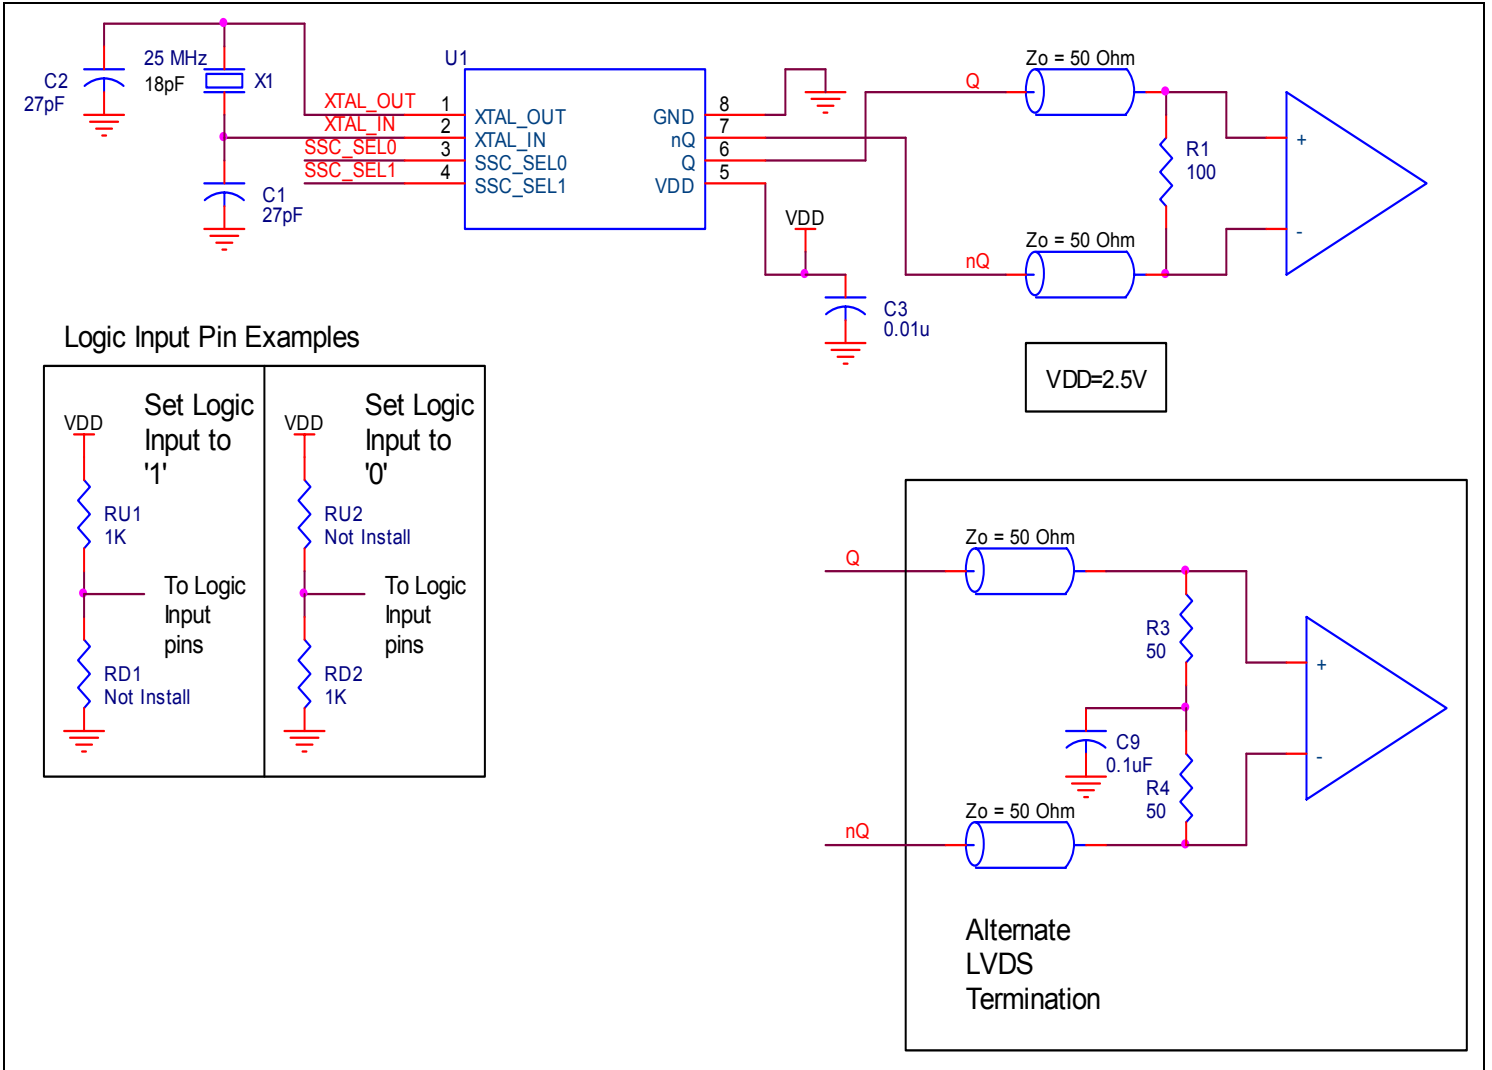 C2
27pF
25 MHz
18pF
X1
C1
27pF
XTAL_OUT
XTAL_IN
SSC_SEL0
SSC_SEL1
1
2
3
4
U1
XTAL_OUT
XTAL_IN
SSC_SEL0
SSC_SEL1
GND
nQ
Q
VDD
8
7
6
5
VDD
C3
0.01u
Q
nQ
Zo = 50 Ohm
Zo = 50 Ohm
R1
100
+
-
VDD=2.5V
Logic Input Pin Examples
VDD
Set Logic
Input to
'1'
RU1
1K
To Logic
Input
pins
RD1
Not Install
VDD
Set Logic
Input to
'0'
RU2
Not Install
To Logic
Input
pins
RD2
1K
Q
Zo = 50 Ohm
R3
50
C9
0.1uF
R4
50
+
-
nQ
Zo = 50 Ohm
Alternate
LVDS
Termination